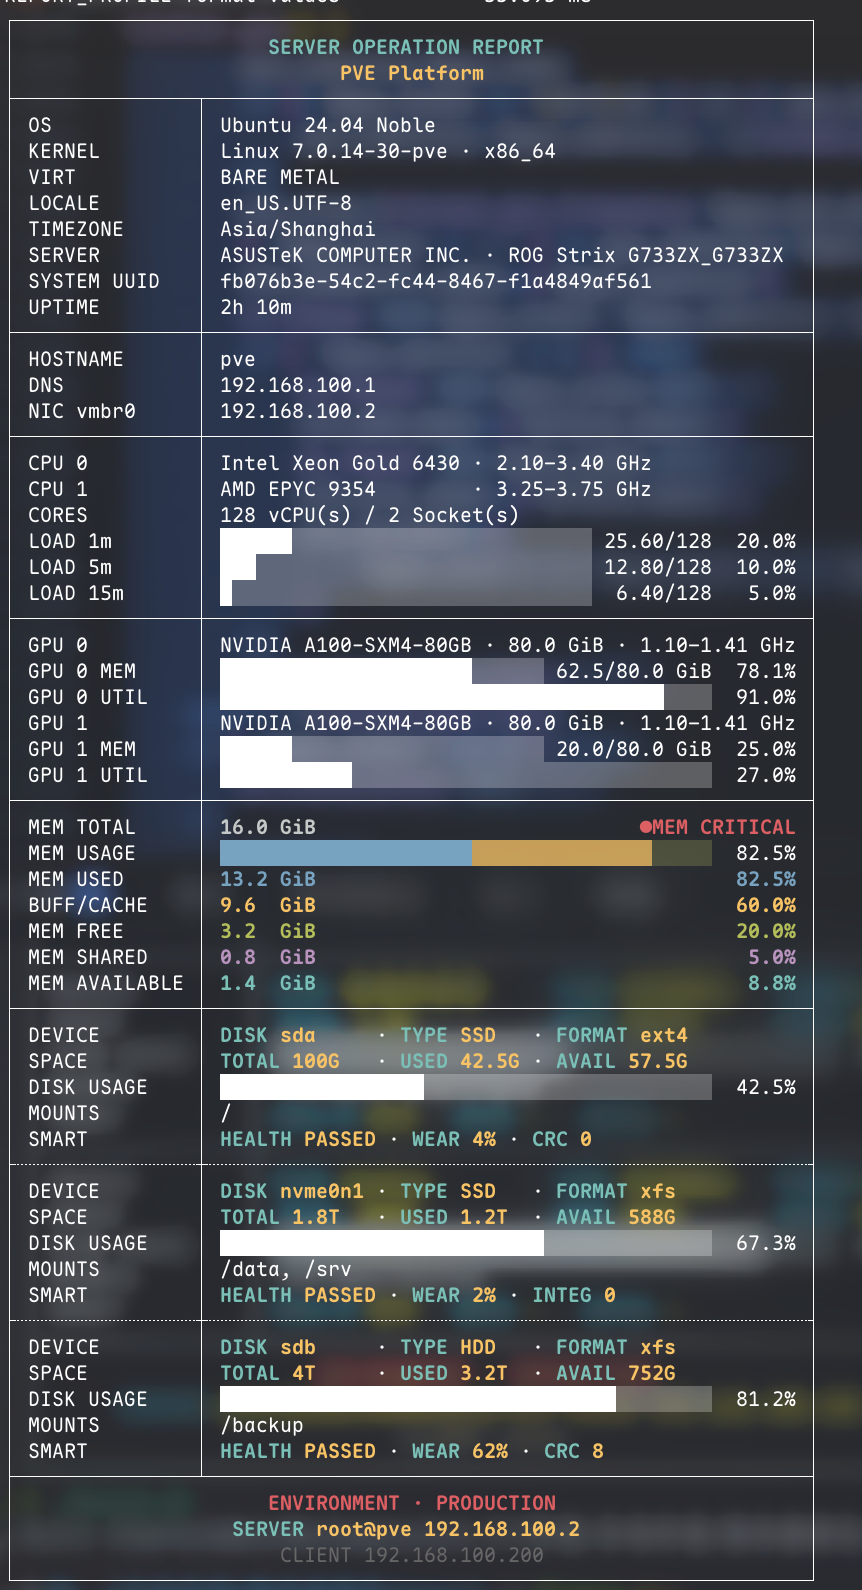 SERVER OPERATION REPORT
PVE Platform
OS Ubuntu 24.04 Noble
KERNEL Linux 7.0.14-30-pve · x86_64
VIRT BARE METAL
LOCALE en_US.UTF-8
TIMEZONE Asia/Shanghai
SERVER ASUSTeK COMPUTER INC. · ROG Strix G733ZX_G733ZX
SYSTEM UUID fb076b3e-54c2-fc44-8467-f1a4849af561
UPTIME 2h 10m
HOSTNAME pve
DNS 192.168.100.1
NIC vmbr0 192.168.100.2
CPU 0 Intel Xeon Gold 6430 · 2.10-3.40 GHz
CPU 1 AMD EPYC 9354 · 3.25-3.75 GHz
CORES 128 vCPU(s) / 2 Socket(s)
LOAD 1m 25.60/128 20.0%
LOAD 5m 12.80/128 10.0%
LOAD 15m 6.40/128 5.0%
GPU 0 NVIDIA A100-SXM4-80GB · 80.0 GiB · 1.10-1.41 GHz
GPU 0 MEM 62.5/80.0 GiB 78.1%
GPU 0 UTIL 91.0%
GPU 1 NVIDIA A100-SXM4-80GB · 80.0 GiB · 1.10-1.41 GHz
GPU 1 MEM 20.0/80.0 GiB 25.0%
GPU 1 UTIL 27.0%
MEM TOTAL 16.0 GiB ●MEM CRITICAL
MEM USAGE 82.5%
MEM USED 13.2 GiB 82.5%
BUFF/CACHE 9.6 GiB 60.0%
MEM FREE 3.2 GiB 20.0%
MEM SHARED 0.8 GiB 5.0%
MEM AVAILABLE 1.4 GiB 8.8%
DEVICE DISK sda · TYPE SSD · FORMAT ext4
SPACE TOTAL 100G · USED 42.5G · AVAIL 57.5G
DISK USAGE 42.5%
MOUNTS /
SMART HEALTH PASSED · WEAR 4% · CRC 0
DEVICE DISK nvme0n1 · TYPE SSD · FORMAT xfs
SPACE TOTAL 1.8T · USED 1.2T · AVAIL 588G
DISK USAGE 67.3%
MOUNTS /data, /srv
SMART HEALTH PASSED · WEAR 2% · INTEG 0
DEVICE DISK sdb · TYPE HDD · FORMAT xfs
SPACE TOTAL 4T · USED 3.2T · AVAIL 752G
DISK USAGE 81.2%
MOUNTS /backup
SMART HEALTH PASSED · WEAR 62% · CRC 8
ENVIRONMENT · PRODUCTION
SERVER root@pve 192.168.100.2
CLIENT 192.168.100.200